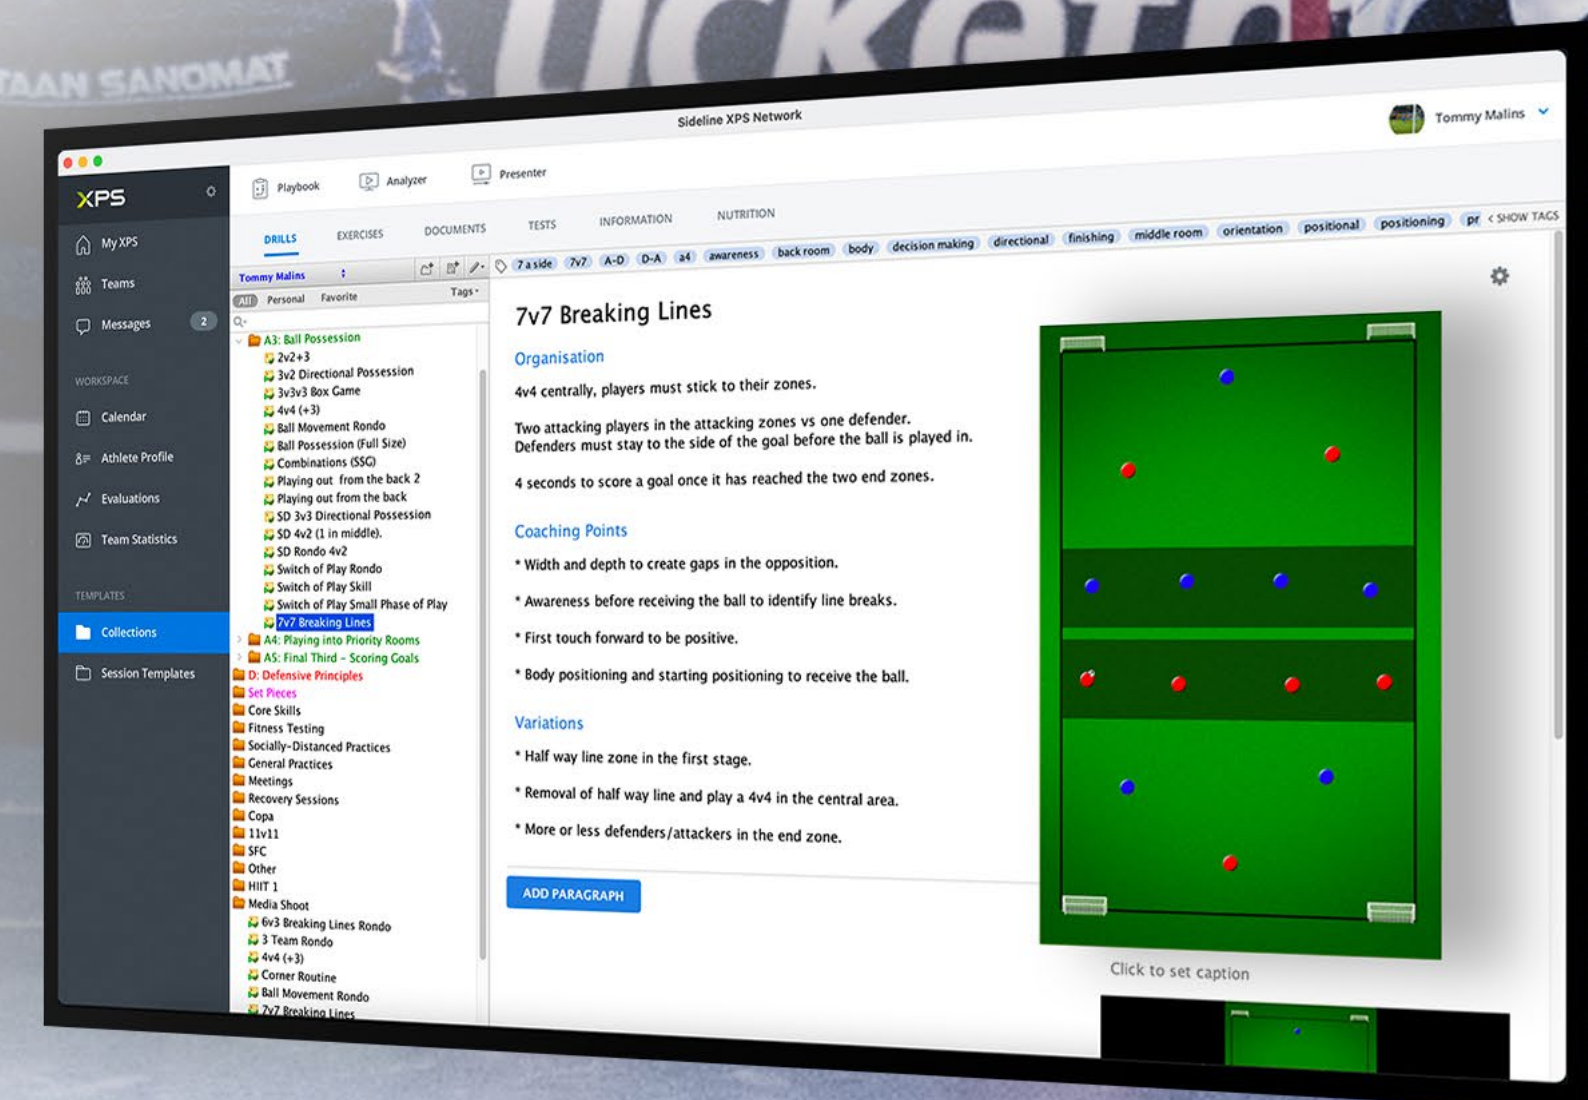 TAAN SANOMAT
Sideline XPS Network
Tommy Malins
XPS
Playbook
Analyzer
Presenter
My XPS
Teams
Messages
2
WORKSPACE
Calendar
Athlete Profile
Evaluations
Team Statistics
TEMPLATES
Collections
Session Templates
DRILLS
EXERCISES
DOCUMENTS
TESTS
INFORMATION
NUTRITION
Tommy Malins
All Personal Favorite Tags
A3: Ball Possession
2v2+3
3v2 Directional Possession
3v3v3 Box Game
4v4 (+3)
Ball Movement Rondo
Ball Possession (Full Size)
Combinations (SSG)
Playing out from the back 2
Playing out from the back
SD 3v3 Directional Possession
SD 4v2 (1 in middle).
SD Rondo 4v2
Switch of Play Rondo
Switch of Play Skill
Switch of Play Small Phase of Play
7v7 Breaking Lines
A4: Playing into Priority Rooms
A5: Final Third - Scoring Goals
D: Defensive Principles
Set Pieces
Core Skills
Fitness Testing
Socially-Distanced Practices
General Practices
Meetings
Recovery Sessions
Copa
11v11
SFC
Other
HIIT 1
Media Shoot
6v3 Breaking Lines Rondo
3 Team Rondo
4v4 (+3)
Corner Routine
Ball Movement Rondo
7v7 Breaking Lines
7 a side 7v7 A-D D-A a4 awareness back room body decision making directional finishing middle room orientation positional positioning pr < SHOW TAGS
7v7 Breaking Lines
Organisation
4v4 centrally, players must stick to their zones.
Two attacking players in the attacking zones vs one defender.
Defenders must stay to the side of the goal before the ball is played in.
4 seconds to score a goal once it has reached the two end zones.
Coaching Points
* Width and depth to create gaps in the opposition.
* Awareness before receiving the ball to identify line breaks.
* First touch forward to be positive.
* Body positioning and starting positioning to receive the ball.
Variations
* Half way line zone in the first stage.
* Removal of half way line and play a 4v4 in the central area.
* More or less defenders/attackers in the end zone.
ADD PARAGRAPH
Click to set caption